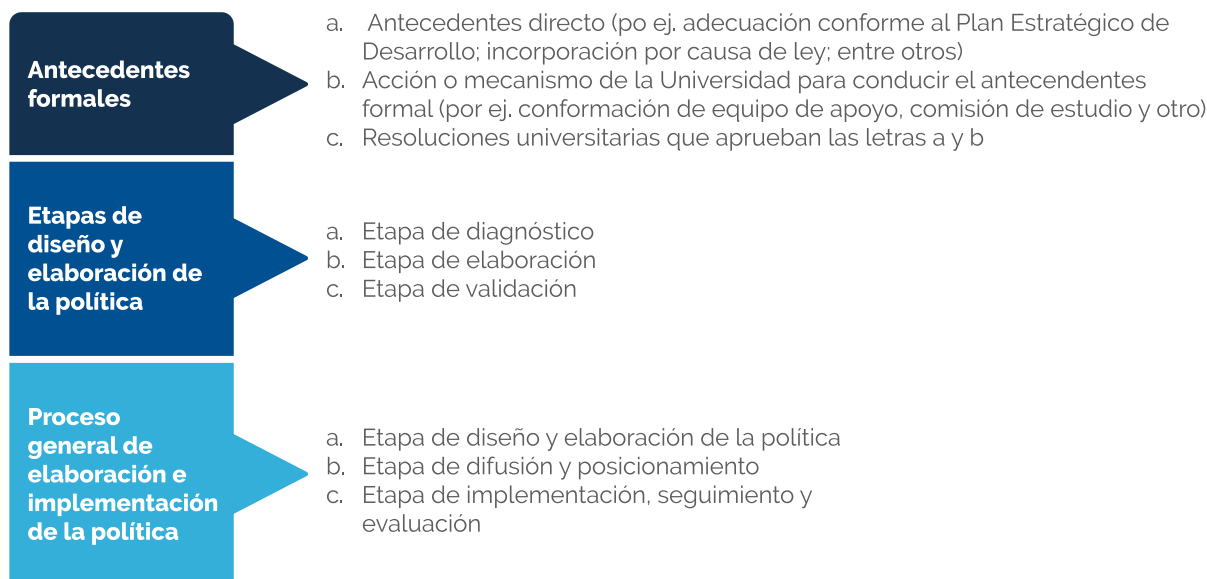 Antecedentes
formales
a. Antecedentes directo (po ej. adecuación conforme al Plan Estratégico de
Desarrollo; incorporación por causa de ley; entre otros)
b. Acción o mecanismo de la Universidad para conducir el antecendentes
formal (por ej. conformación de equipo de apoyo, comisión de estudio y otro)
c. Resoluciones universitarias que aprueban las letras a y b
Etapas de
diseño y
elaboración de
la política
a. Etapa de diagnóstico
b. Etapa de elaboración
c. Etapa de validación
Proceso
general de
elaboración e
implementación
de la política
a. Etapa de diseño y elaboración de la política
b. Etapa de difusión y posicionamiento
c. Etapa de implementación, seguimiento y
evaluación